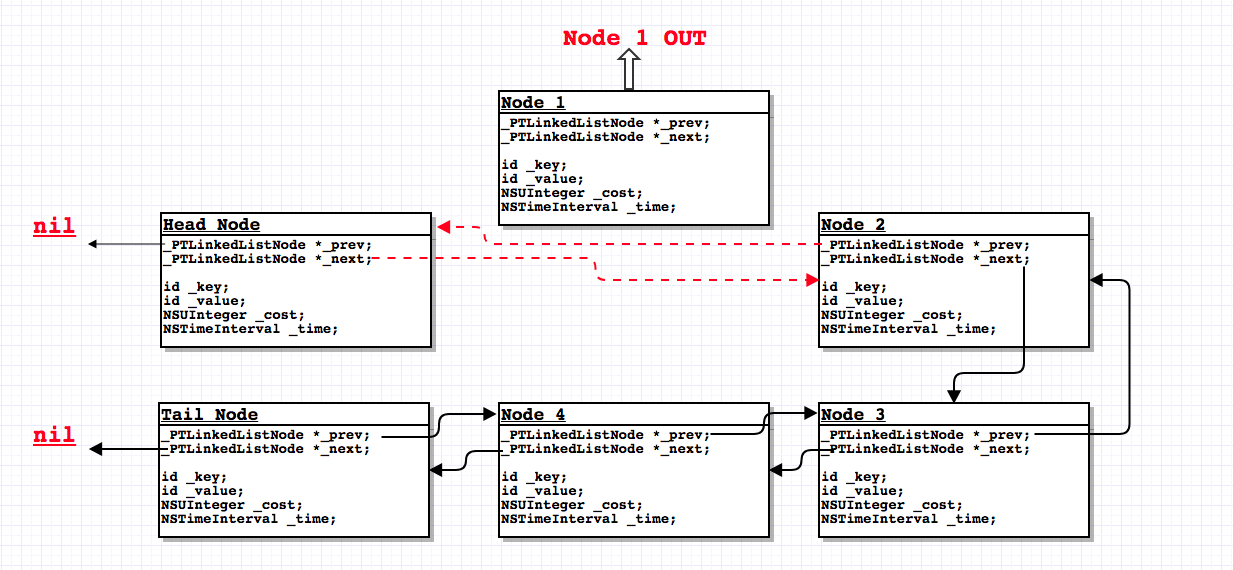 Node 1 OUT
Node 1
_PTLinkedListNode *_prev;
_PTLinkedListNode *_next;
id _key;
id _value;
NSUInteger _cost;
NSTimeInterval _time;
nil
Head Node
_PTLinkedListNode *_prev;
_PTLinkedListNode *_next;
id _key;
id _value;
NSUInteger _cost;
NSTimeInterval _time;
Node 2
_PTLinkedListNode *_prev;
_PTLinkedListNode *_next;
id _key;
id _value;
NSUInteger _cost;
NSTimeInterval _time;
nil
Tail Node
_PTLinkedListNode *_prev;
_PTLinkedListNode *_next;
id _key;
id _value;
NSUInteger _cost;
NSTimeInterval _time;
Node 4
_PTLinkedListNode *_prev;
_PTLinkedListNode *_next;
id _key;
id _value;
NSUInteger _cost;
NSTimeInterval _time;
Node 3
_PTLinkedListNode *_prev;
_PTLinkedListNode *_next;
id _key;
id _value;
NSUInteger _cost;
NSTimeInterval _time;